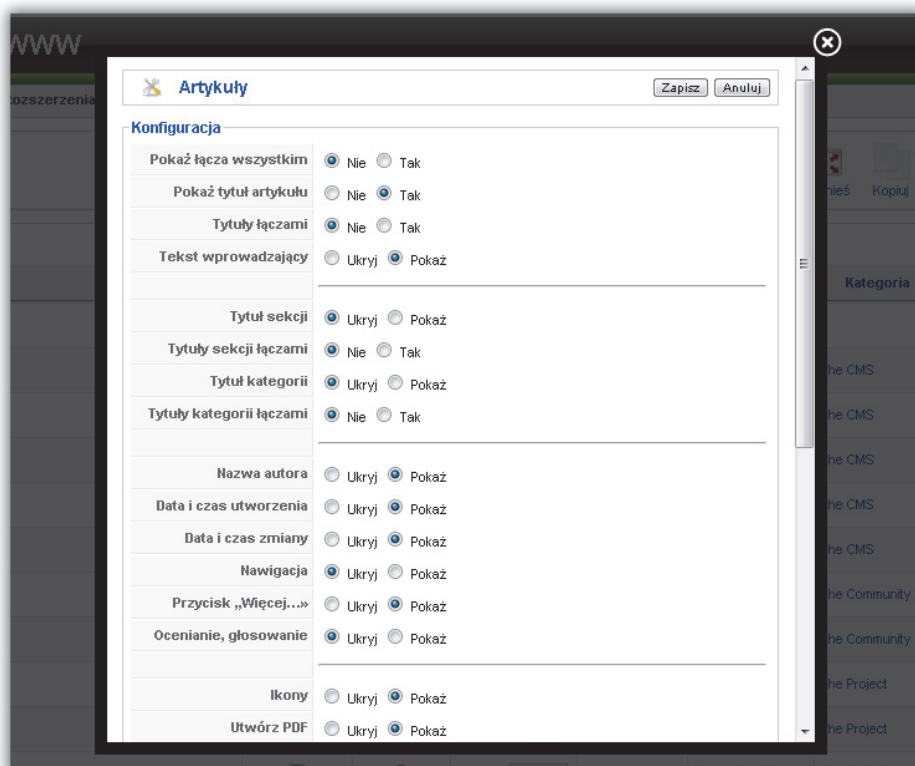 www
ozszerzenia
Artykuły
Zapisz Anuluj
Konfiguracja
Pokaż łącza wszystkim Nie Tak
Pokaż tytuł artykułu Nie Tak
Tytuły łączami Nie Tak
Tekst wprowadzający Ukryj Pokaż
Tytuł sekcji Ukryj Pokaż
Tytuły sekcji łączami Nie Tak
Tytuł kategorii Ukryj Pokaż
Tytuły kategorii łączami Nie Tak
Nazwa autora Ukryj Pokaż
Data i czas utworzenia Ukryj Pokaż
Data i czas zmiany Ukryj Pokaż
Nawigacja Ukryj Pokaż
Przycisk „Więcej...» Ukryj Pokaż
Ocenianie, głosowanie Ukryj Pokaż
Ikony Ukryj Pokaż
Utwórz PDF Ukryj Pokaż
nieś Kopiuj
Kategoria
he CMS
he CMS
he CMS
he CMS
he CMS
he Community
he Community
he Project
he Project